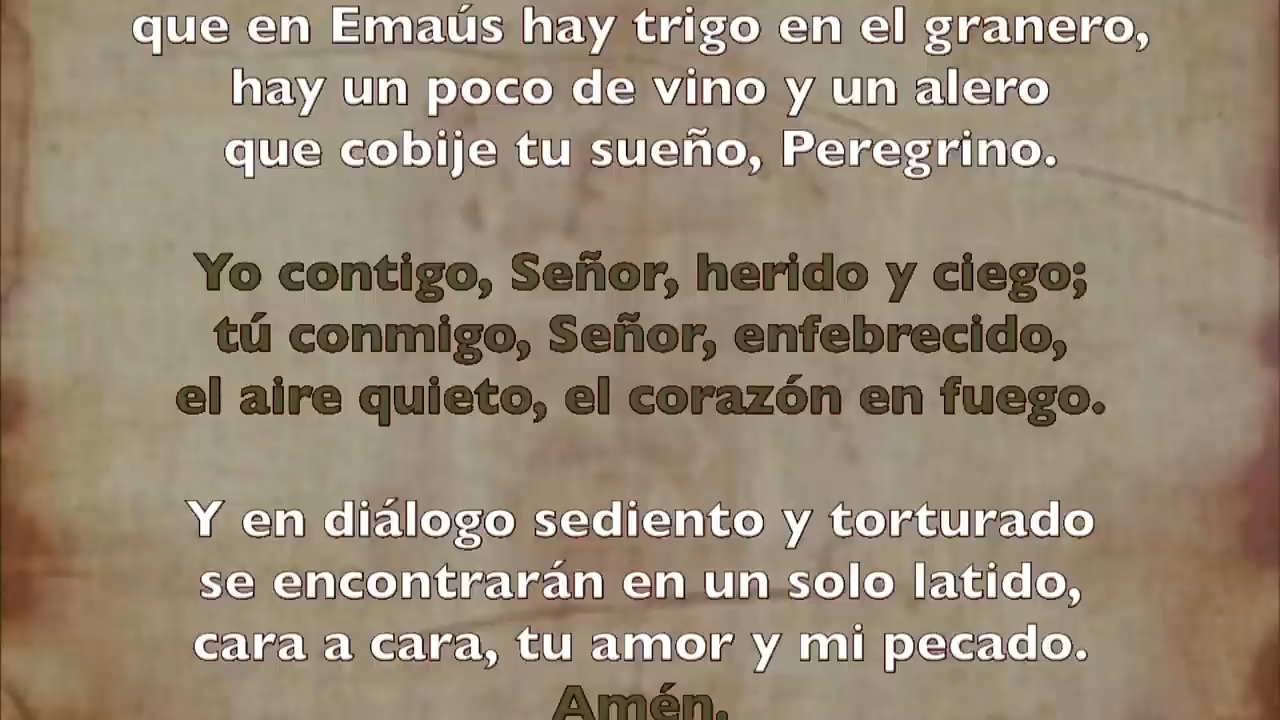 que en Emaús hay trigo en el granero,
hay un poco de vino y un alero
que cobije tu sueño, Peregrino.
Yo contigo, Señor, herido y ciego;
tú conmigo, Señor, enfebrecido,
el aire quieto, el corazón en fuego.
Y en diálogo sediento y torturado
se encontrarán en un solo latido,
cara a cara, tu amor y mi pecado.
Amén.